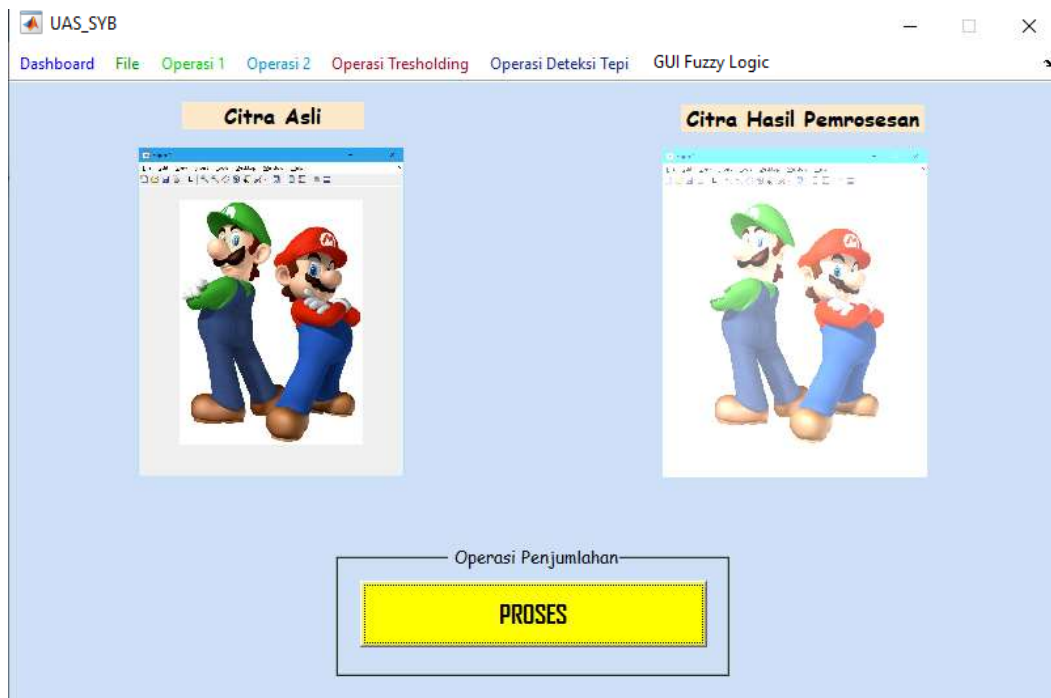 UAS_SYB
Dashboard File Operasi 1 Operasi 2 Operasi Tresholding Operasi Deteksi Tepi GUI Fuzzy Logic
Citra Asli
Citra Hasil Pemrosesan
Operasi Penjumlahan
PROSES